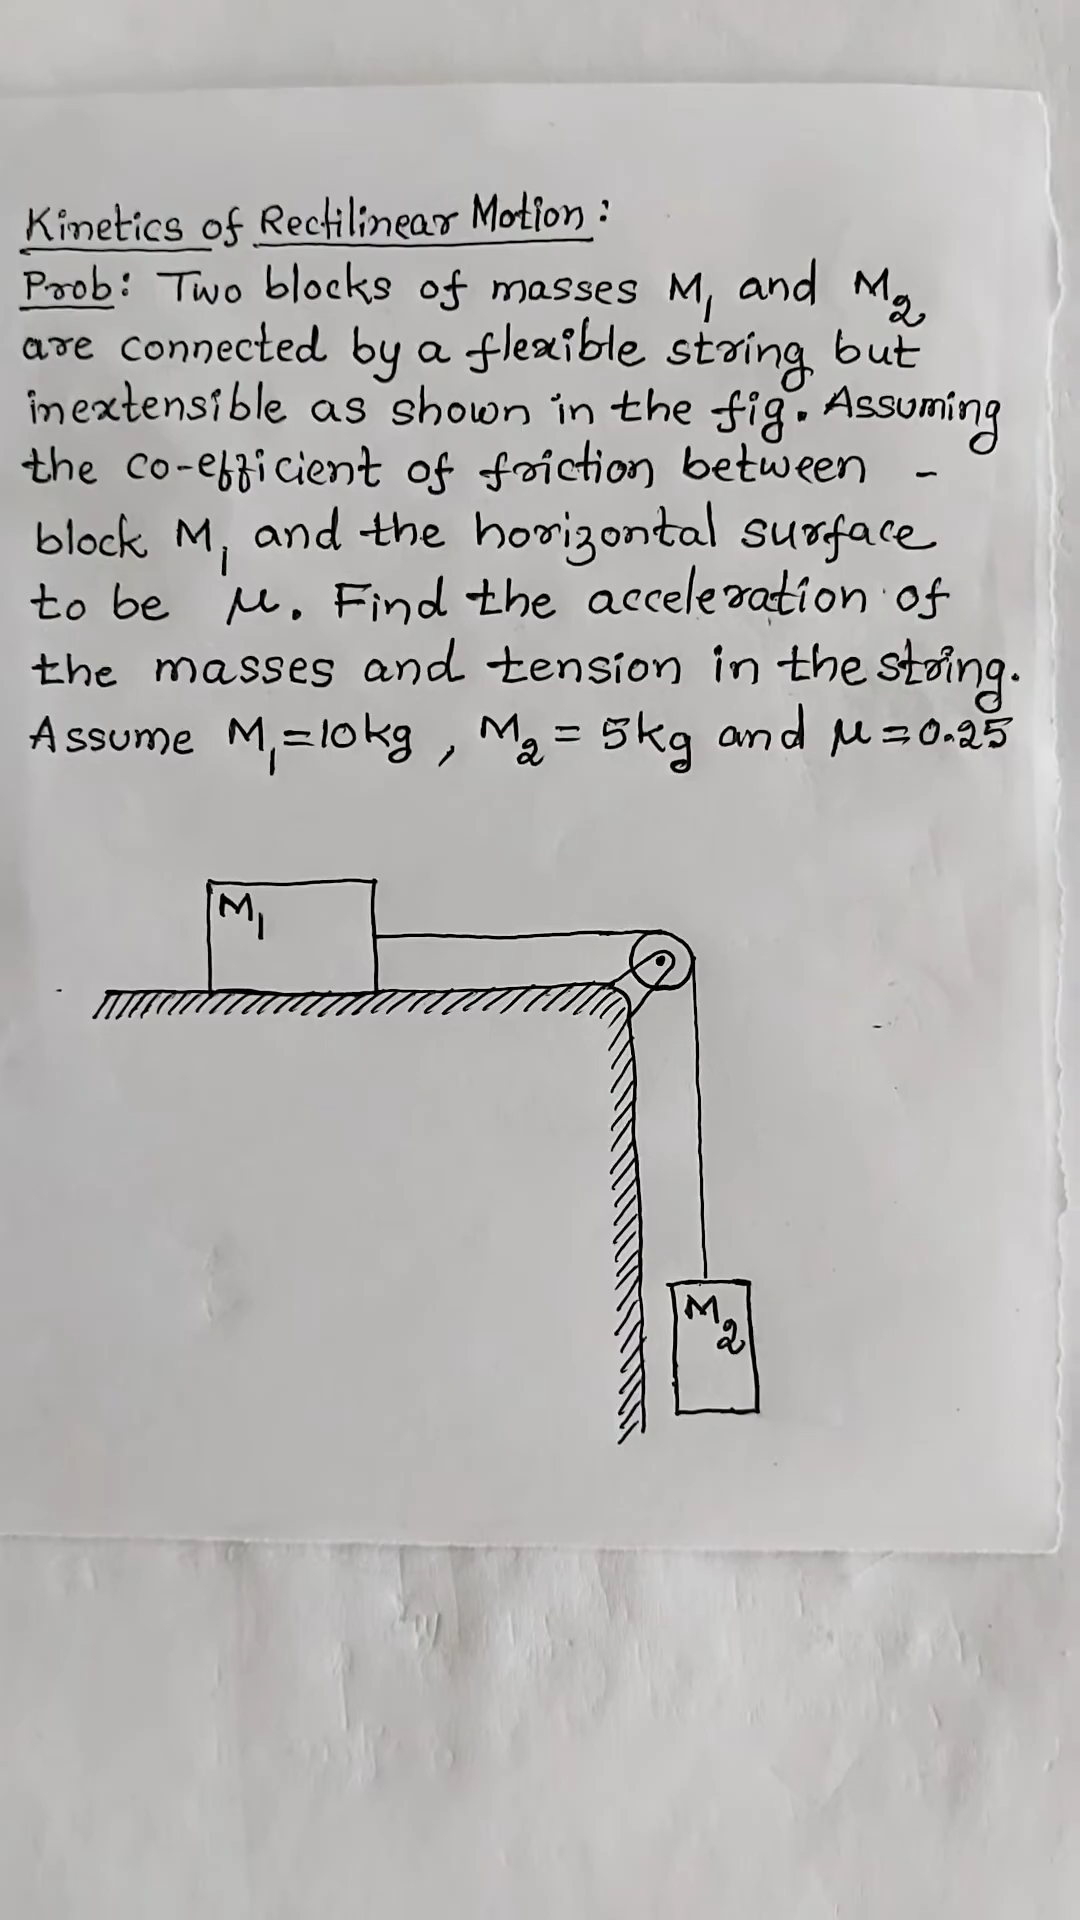 Kinetics of Rectilinear Motion:
Prob: Two blocks of masses M₁ and M₂
are connected by a flexible string but
inextensible as shown in the fig. Assuming
the co-efficient of friction between -
block M₁ and the horizontal surface
to be μ. Find the acceleration of
the masses and tension in the string.
Assume M₁=10kg, M₂ = 5kg and μ=0.25
M₁
M₂